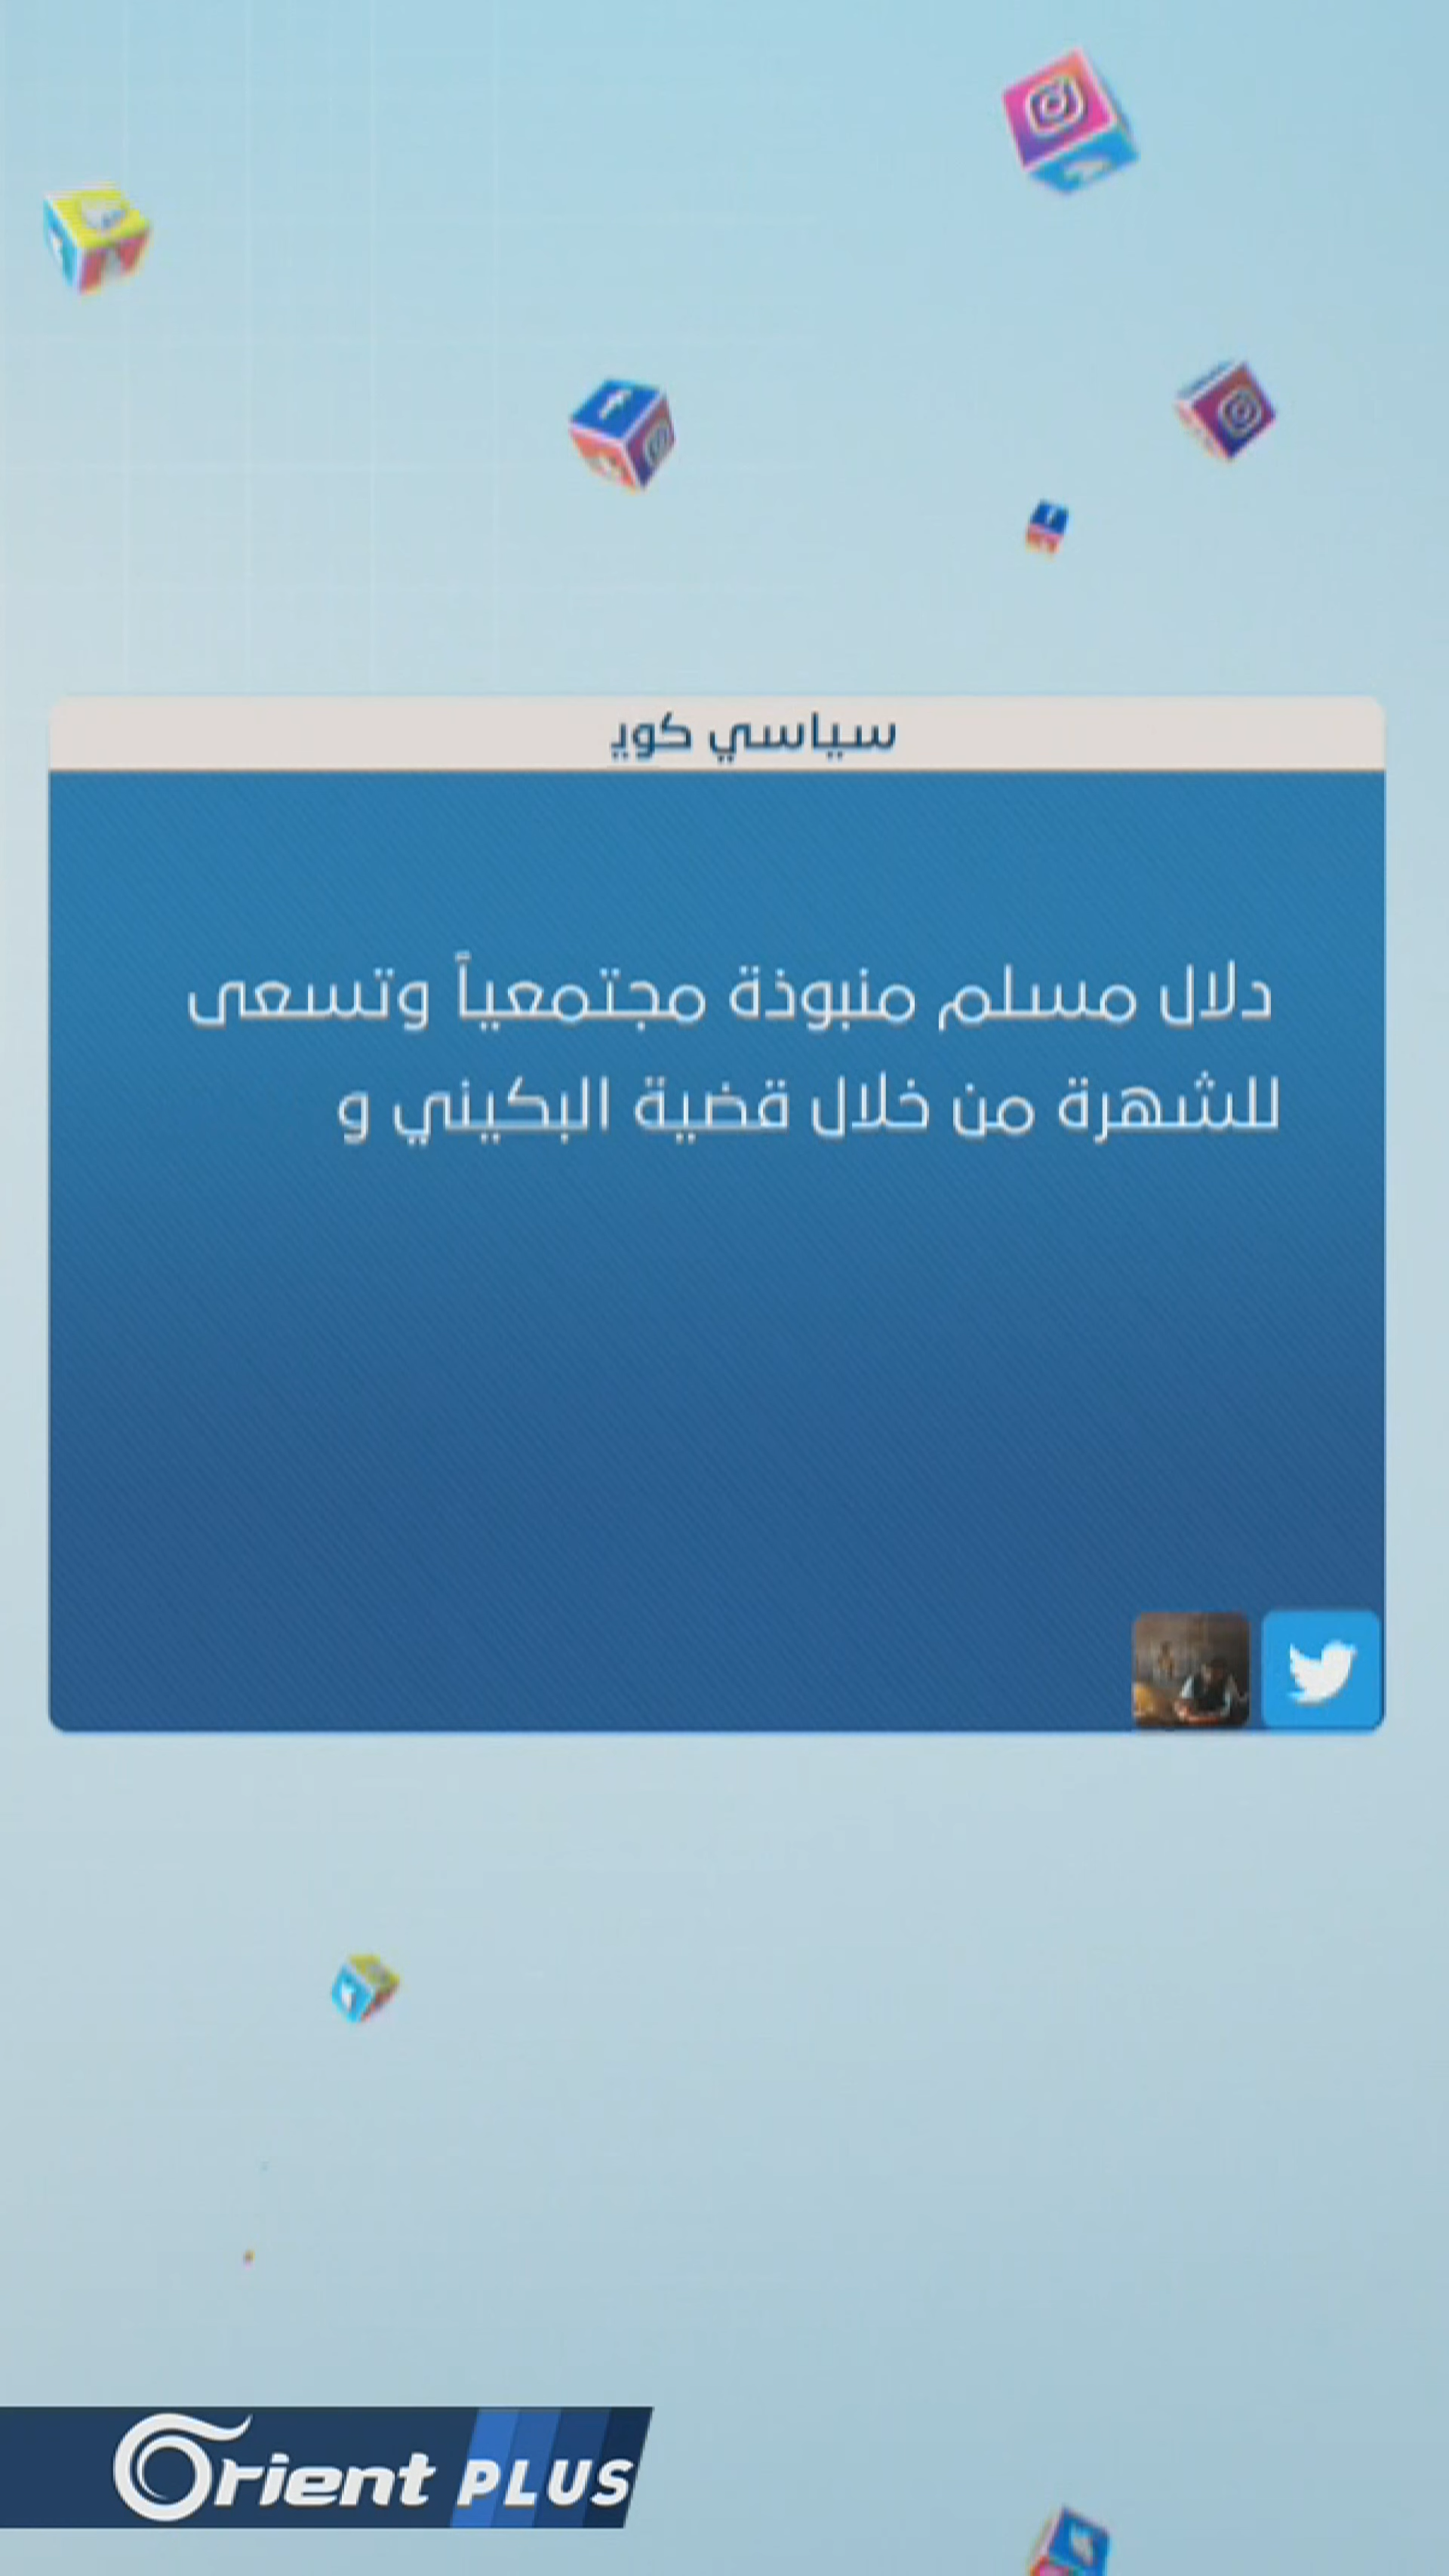 سياسي كوي
دلال مسلم منبوذة مجتمعياً وتسعى
للشهرة من خلال قضية البكيني و
Orient PLUS